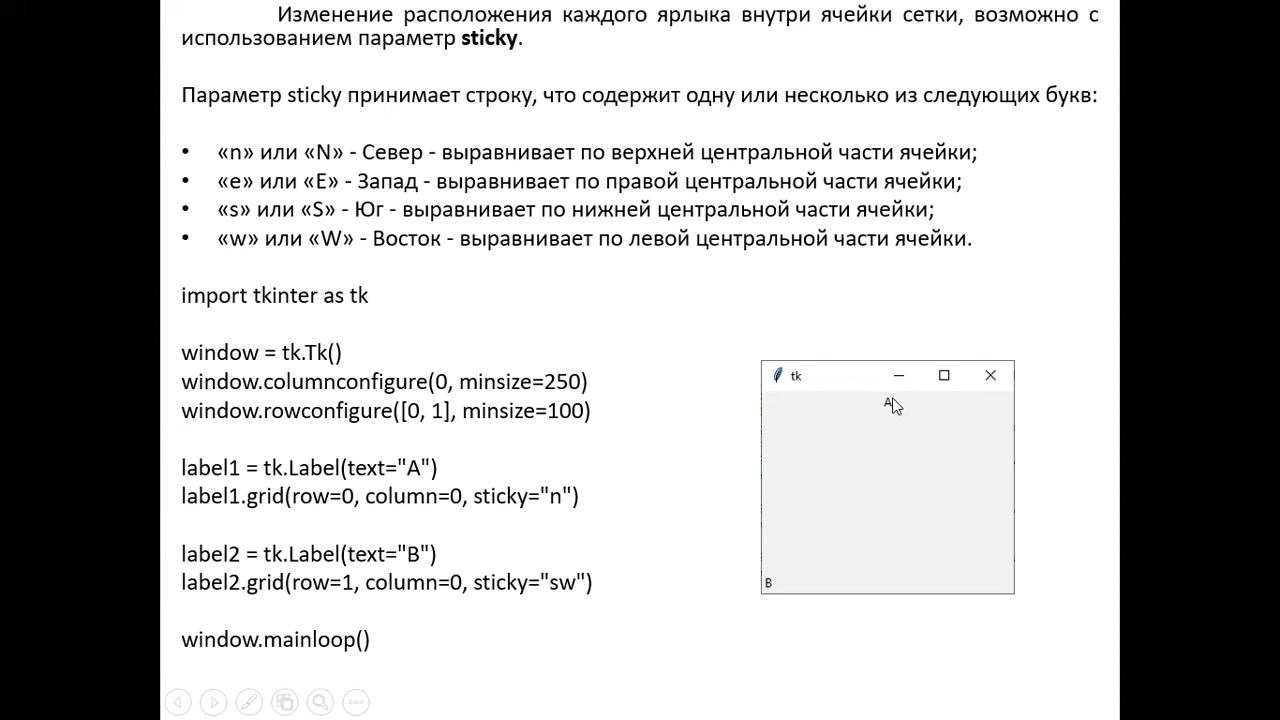 Изменение расположения каждого ярлыка внутри ячейки сетки, возможно с
использованием параметр sticky.
Параметр sticky принимает строку, что содержит одну или несколько из следующих букв:
• «n» или «N» - Север - выравнивает по верхней центральной части ячейки;
• «e» или «E» - Запад - выравнивает по правой центральной части ячейки;
• «s» или «S» - Юг - выравнивает по нижней центральной части ячейки;
• «w» или «W» - Восток - выравнивает по левой центральной части ячейки.
import tkinter as tk
window = tk.Tk()
window.columnconfigure(0, minsize=250)
window.rowconfigure([0, 1], minsize=100)
label1 = tk.Label(text="A")
label1.grid(row=0, column=0, sticky="n")
label2 = tk.Label(text="B")
label2.grid(row=1, column=0, sticky="sw")
window.mainloop()
tk
A
B